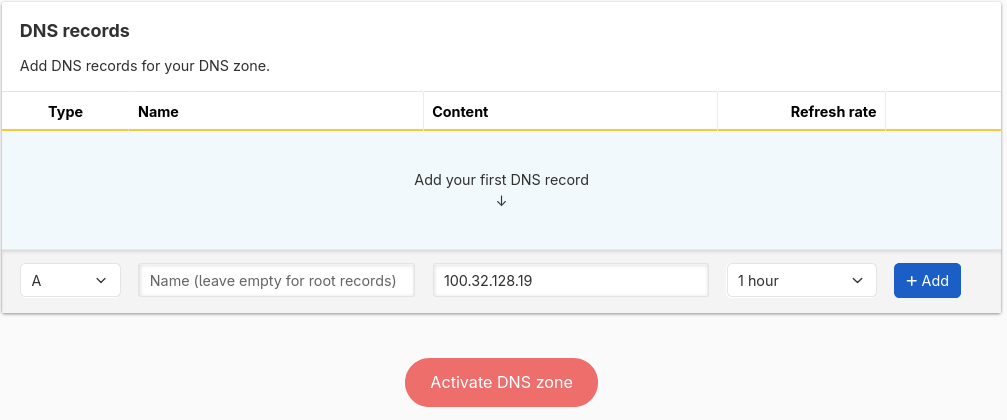 DNS records
Add DNS records for your DNS zone.
Type Name Content Refresh rate
Add your first DNS record
↓
A Name (leave empty for root records) 100.32.128.19 1 hour + Add
Activate DNS zone